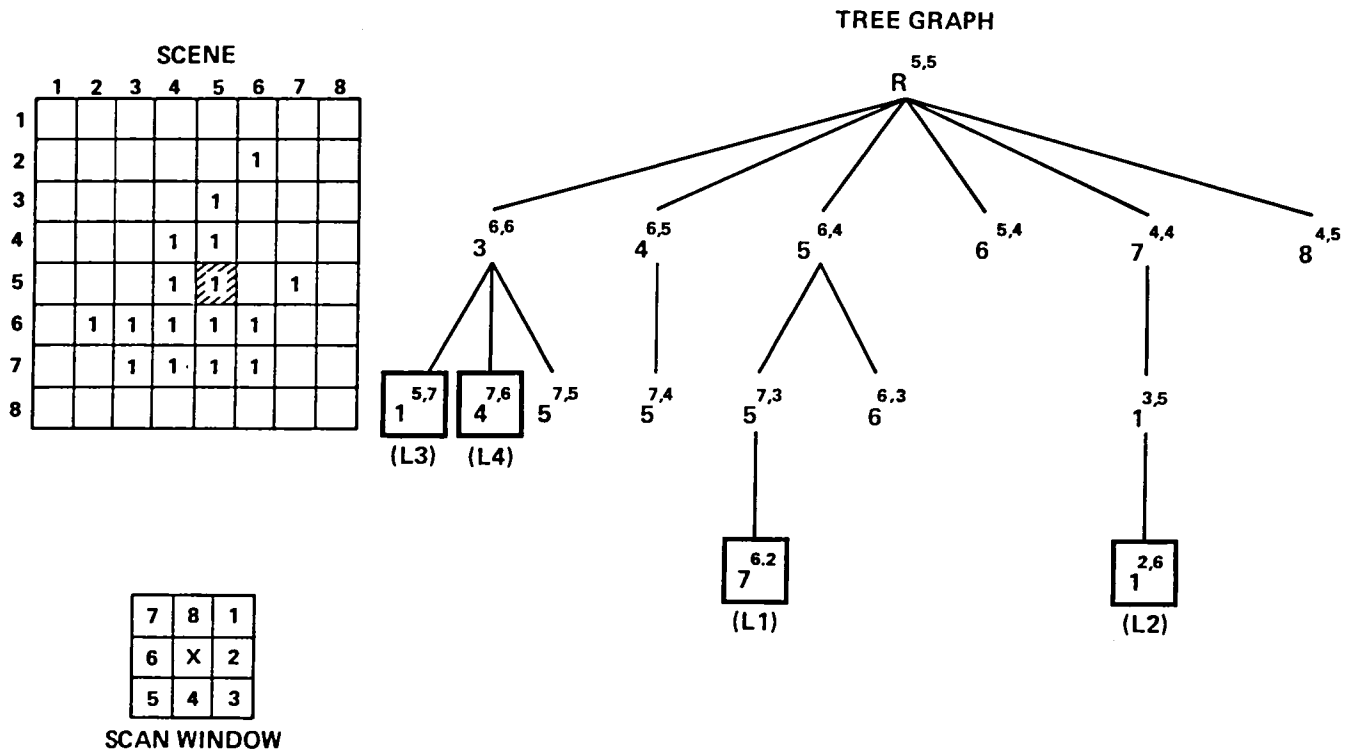 TREE GRAPH
SCENE
1 2 3 4 5 6 7 8
1
2 1
3 1
4 1 1
5 1 1 1
6 1 1 1 1 1
7 1 1 1 1
8
R 5,5
3 6,6 4 6,5 5 6,4 6 5,4 7 4,4 8 4,5
1 5,7 4 7,6 5 7,5 5 7,4 5 7,3 6 6.3 1 3,5
(L3) (L4)
7 6.2 1 2,6
(L1) (L2)
7 8 1
6 X 2
5 4 3
SCAN WINDOW